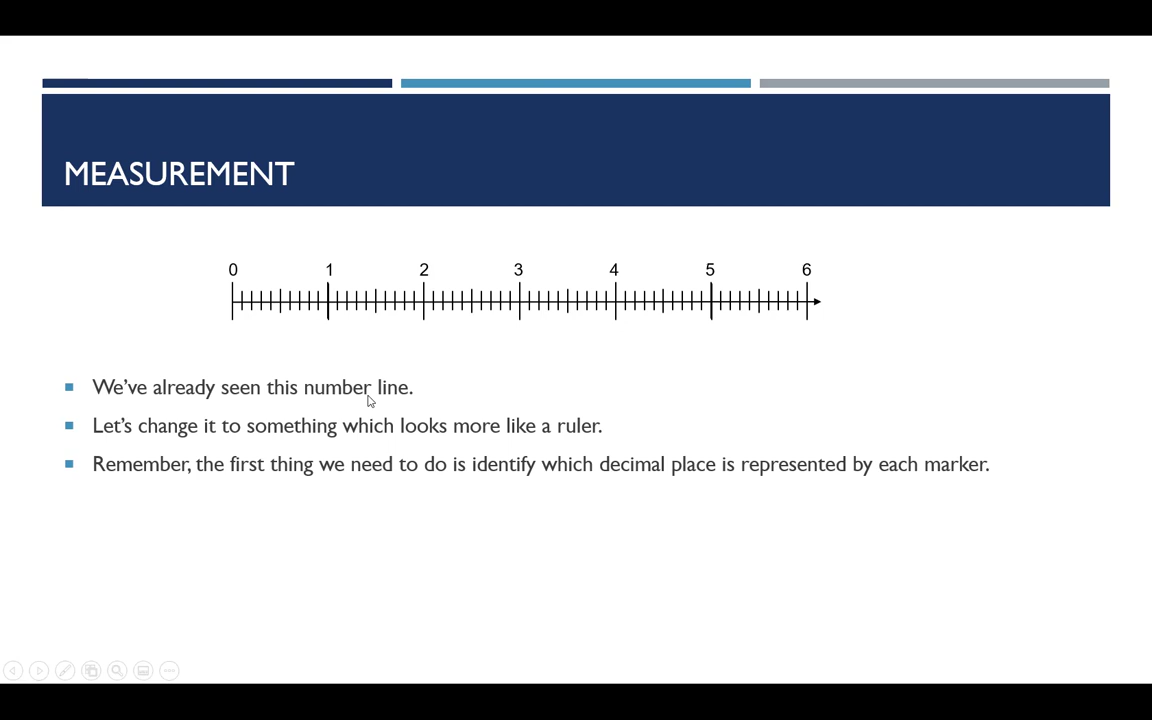 MEASUREMENT
0 1 2 3 4 5 6
We've already seen this number line.
Let's change it to something which looks more like a ruler.
Remember, the first thing we need to do is identify which decimal place is represented by each marker.